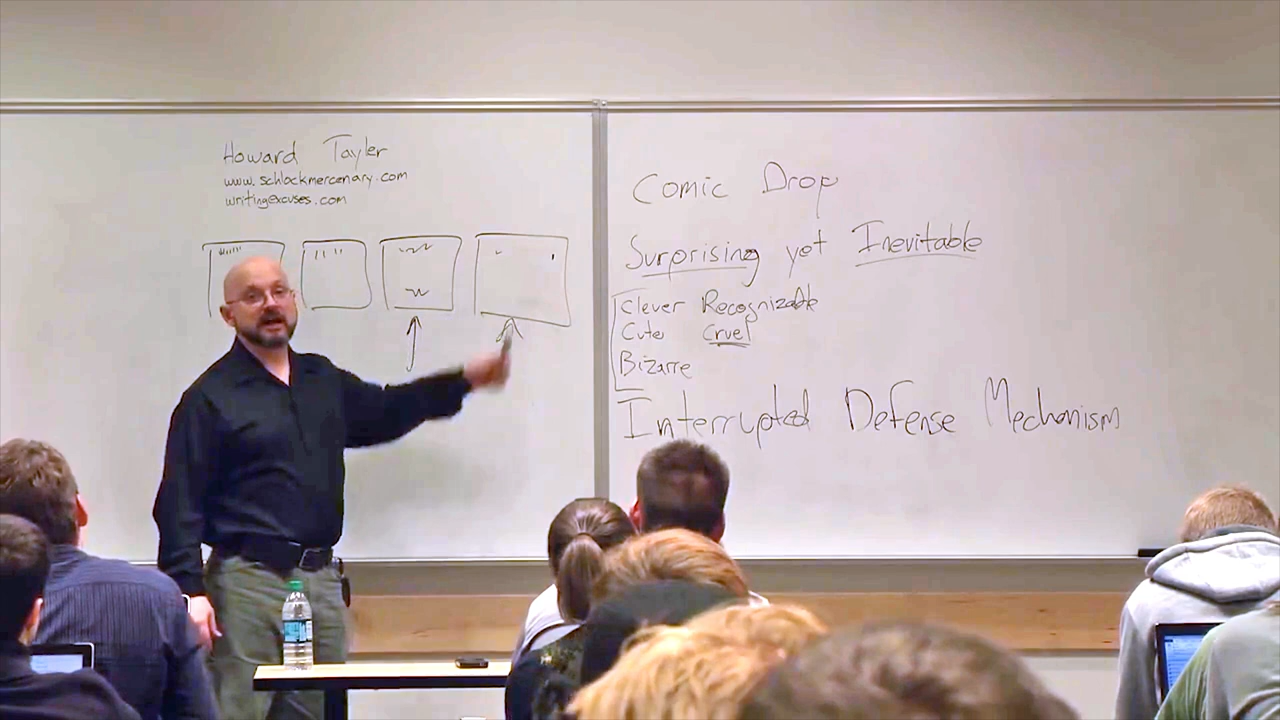 Howard Tayler
www.schlockmercenary.com
writingexcuses.com
Comic Drop
Surprising yet Inevitable
Clever Recognizable
Cute Cruel
Bizarre
Interrupted Defense Mechanism